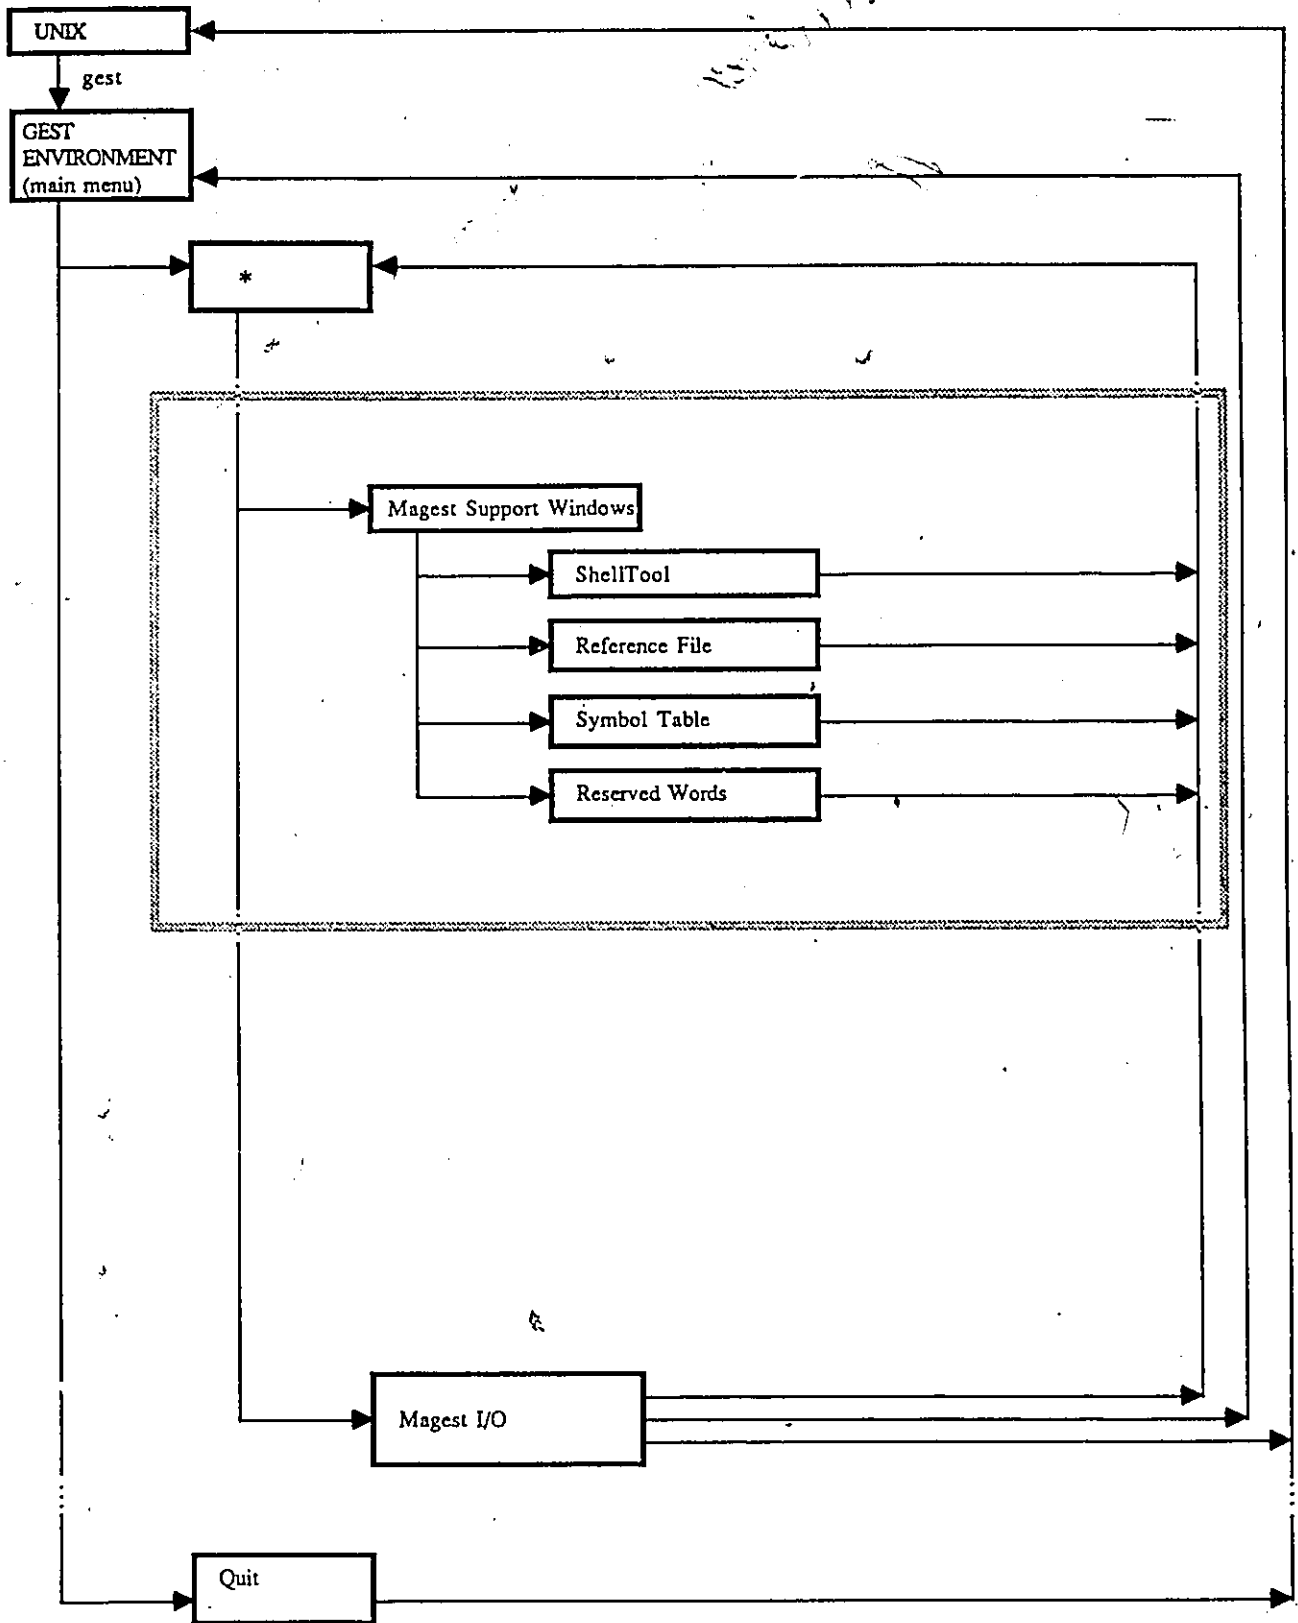 UNIX
gest
GEST
ENVIRONMENT
(main menu)
*
Magest Support Windows
ShellTool
Reference File
Symbol Table
Reserved Words
Magest I/O
Quit